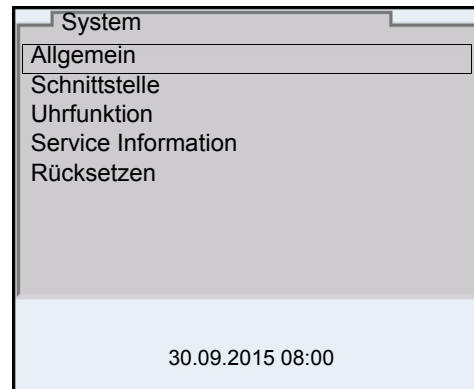 System
Allgemein
Schnittstelle
Uhrfunktion
Service Information
Rücksetzen
30.09.2015 08:00